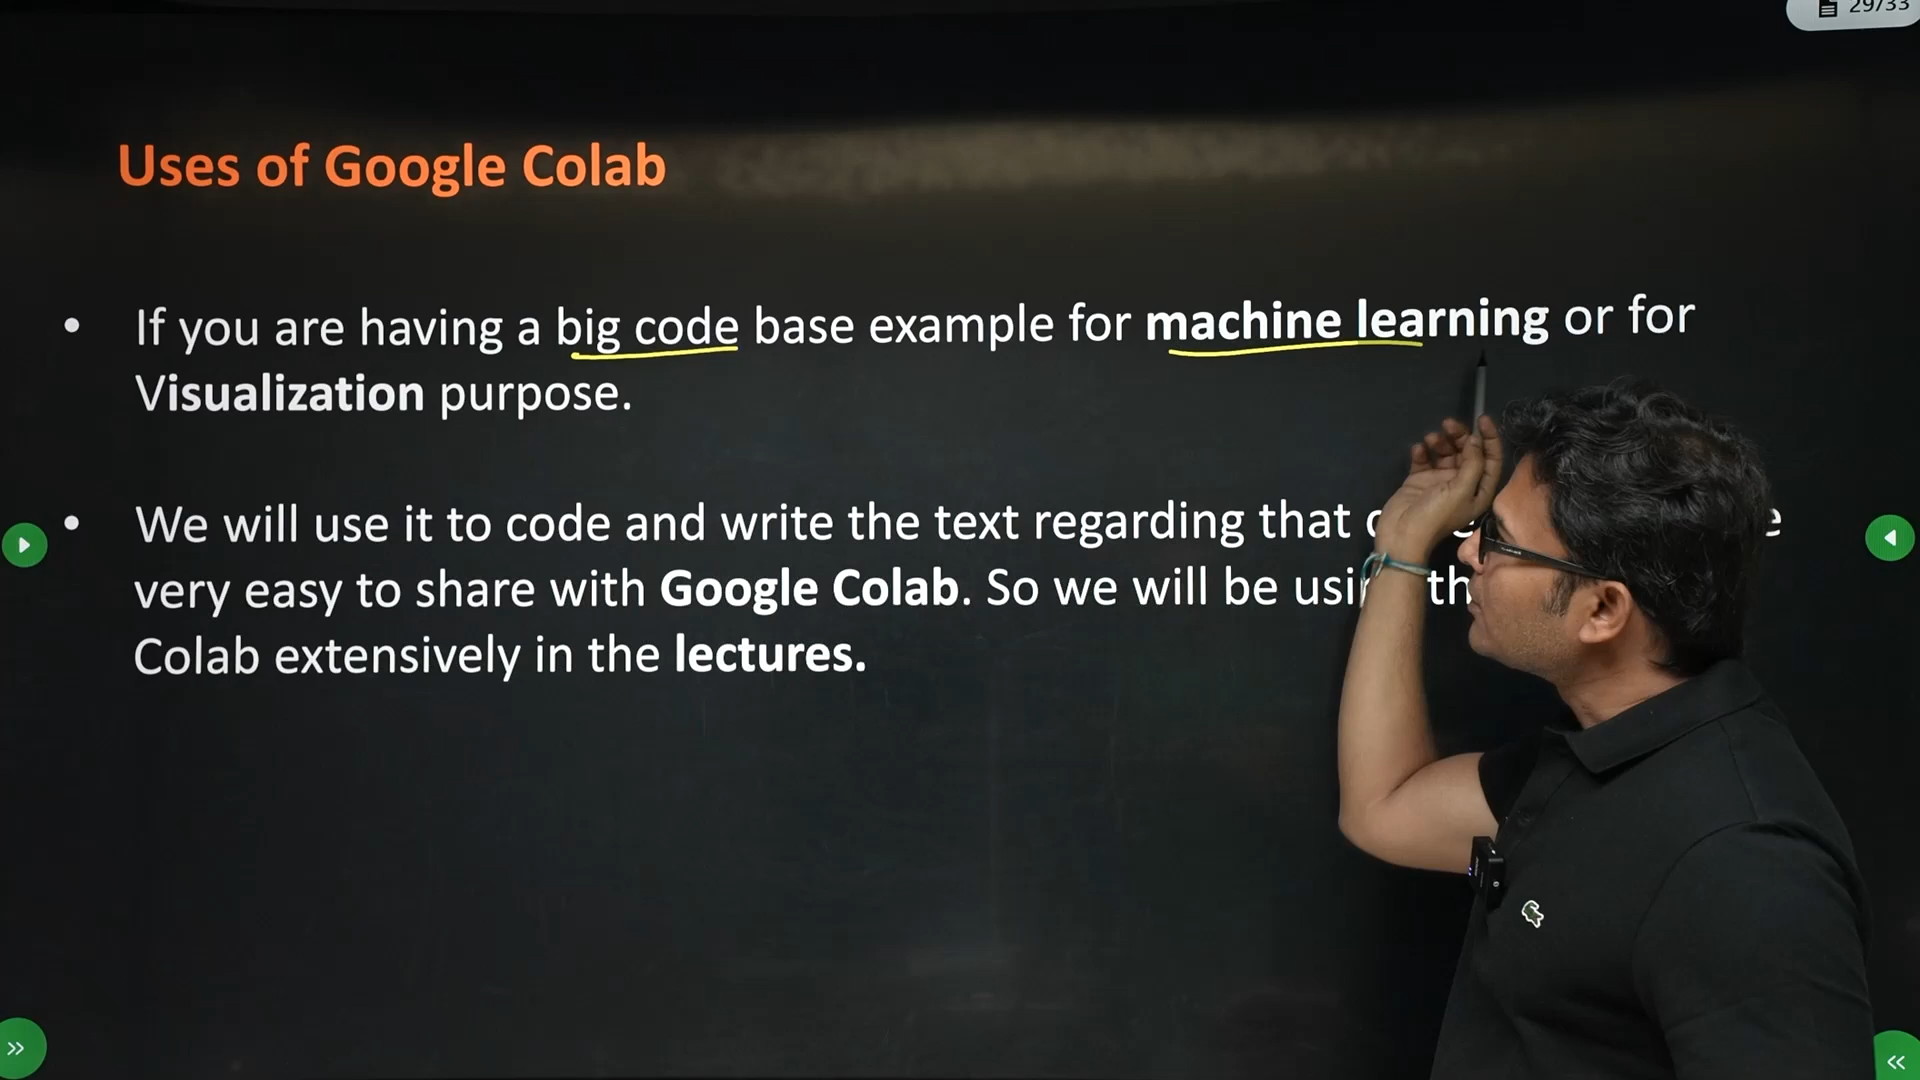 29/33
Uses of Google Colab
• If you are having a big code base example for machine learning or for
Visualization purpose.
• We will use it to code and write the text regarding that
very easy to share with Google Colab. So we will be using
Colab extensively in the lectures.